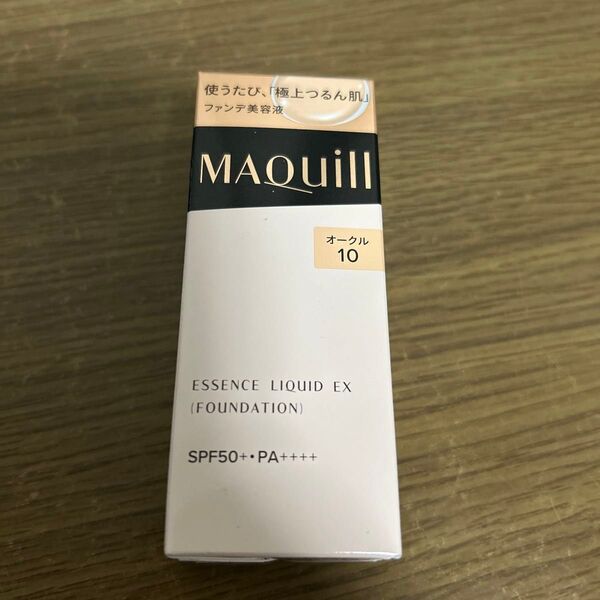 使うたび、「極上つるん肌」
ファンデ美容液
MAQuill
オークル
10
ESSENCE LIQUID EX
(FOUNDATION)
SPF50+・PA++++